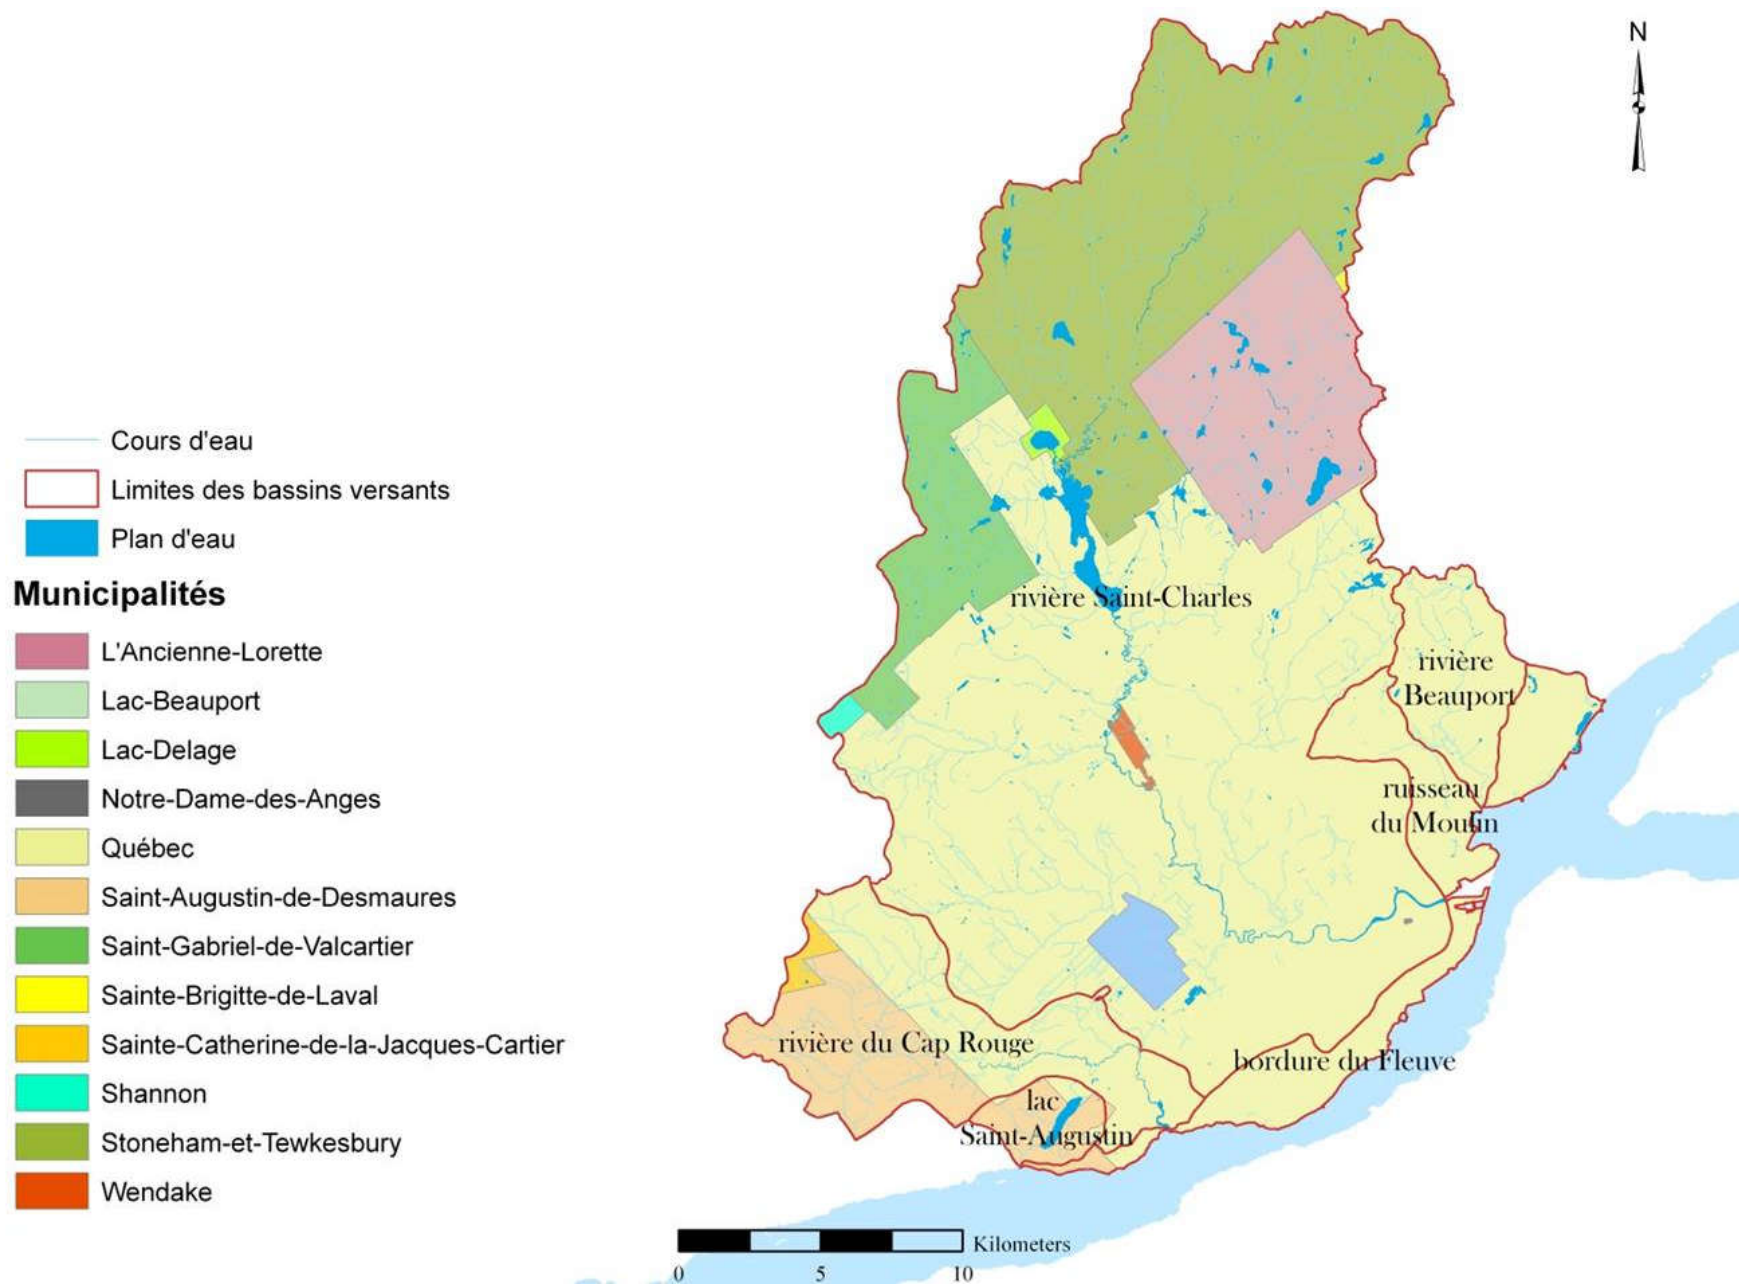 N
Cours d'eau
Limites des bassins versants
Plan d'eau
Municipalités
L'Ancienne-Lorette
Lac-Beauport
Lac-Delage
Notre-Dame-des-Anges
Québec
Saint-Augustin-de-Desmaures
Saint-Gabriel-de-Valcartier
Sainte-Brigitte-de-Laval
Sainte-Catherine-de-la-Jacques-Cartier
Shannon
Stoneham-et-Tewkesbury
Wendake
rivière Saint-Charles
rivière
Beauport
ruisseau
du Moulin
rivière du Cap Rouge
bordure du Fleuve
lac
Saint-Augustin
Kilometers
0 5 10